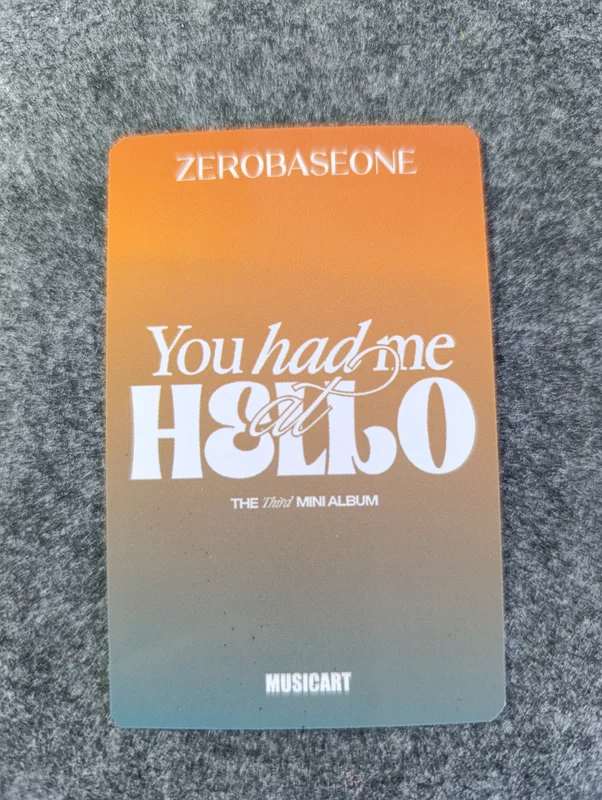 ZEROBASEONE
You had me
at
HELLO
THE Third MINI ALBUM
MUSICART